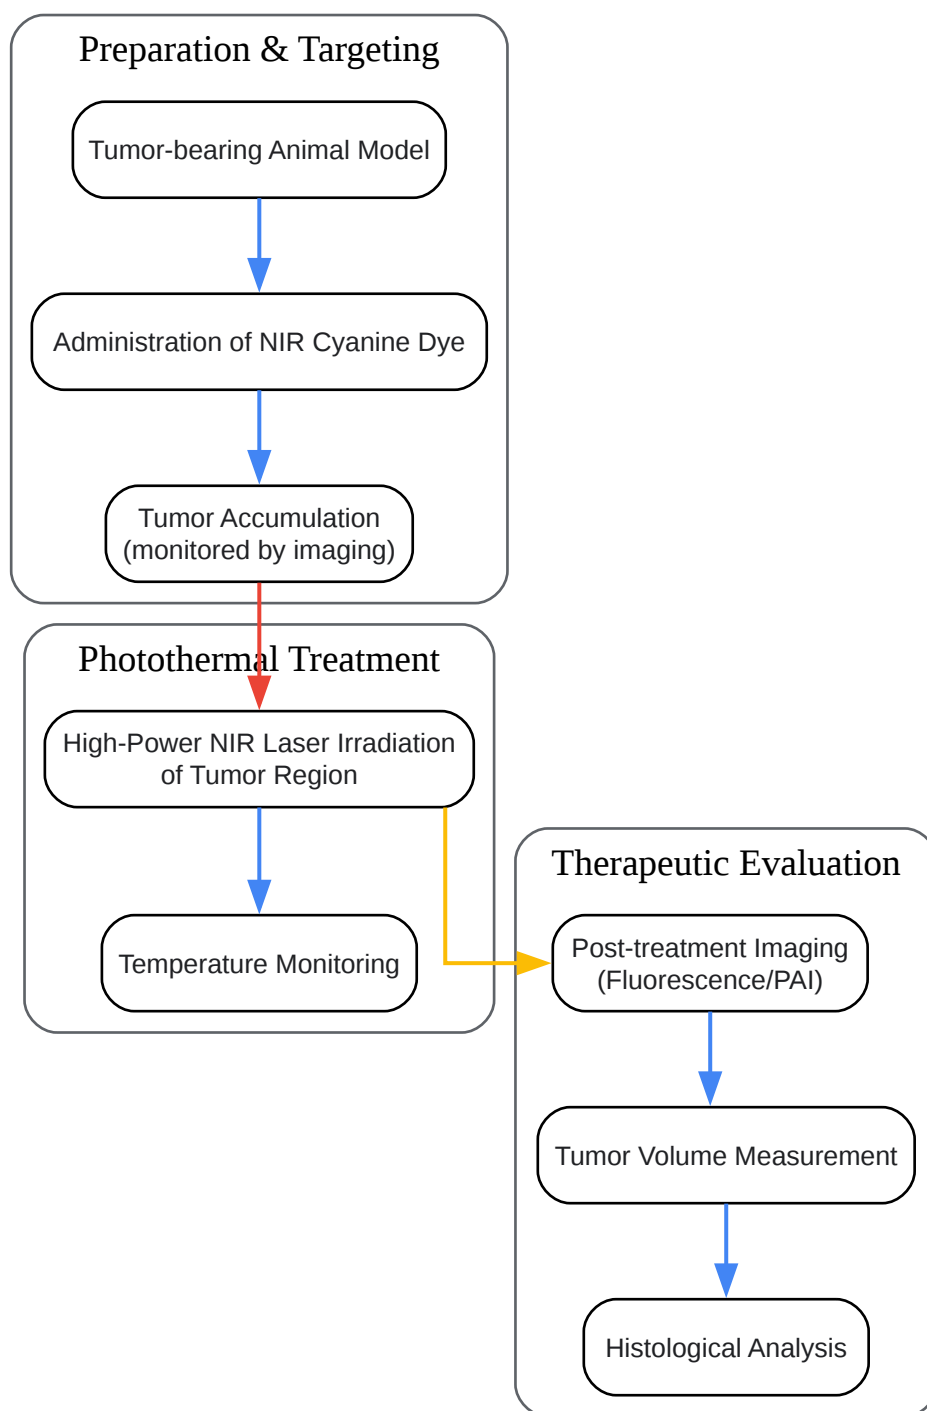 Preparation & Targeting
Tumor-bearing Animal Model
Administration of NIR Cyanine Dye
Tumor Accumulation
(monitored by imaging)
Photothermal Treatment
High-Power NIR Laser Irradiation
of Tumor Region
Temperature Monitoring
Therapeutic Evaluation
Post-treatment Imaging
(Fluorescence/PAI)
Tumor Volume Measurement
Histological Analysis